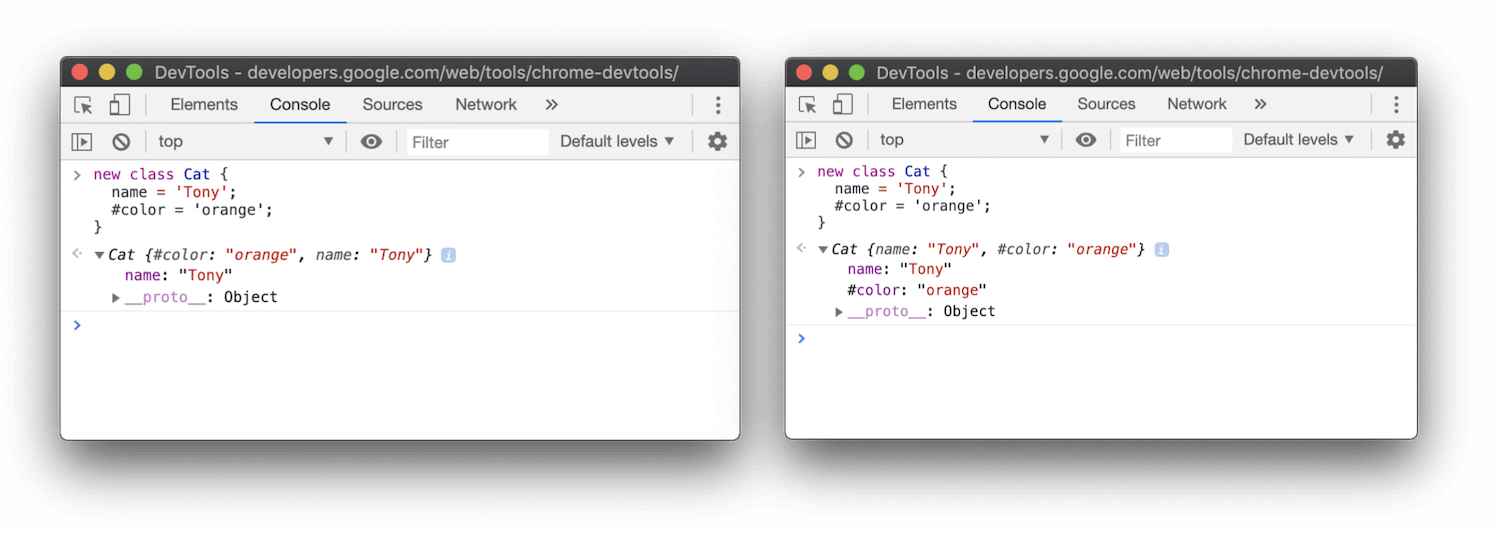 DevTools - developers.google.com/web/tools/chrome-devtools/
Elements Console Sources Network »
top ▼ Filter Default levels ▼
> new class Cat {
name = 'Tony';
#color = 'orange';
}
<· ▼Cat {#color: "orange", name: "Tony"} i
name: "Tony"
▶__proto__: Object
>
DevTools - developers.google.com/web/tools/chrome-devtools/
Elements Console Sources Network »
top ▼ Filter Default levels ▼
> new class Cat {
name = 'Tony';
#color = 'orange';
}
<· ▼Cat {name: "Tony", #color: "orange"} i
name: "Tony"
#color: "orange"
▶__proto__: Object
>